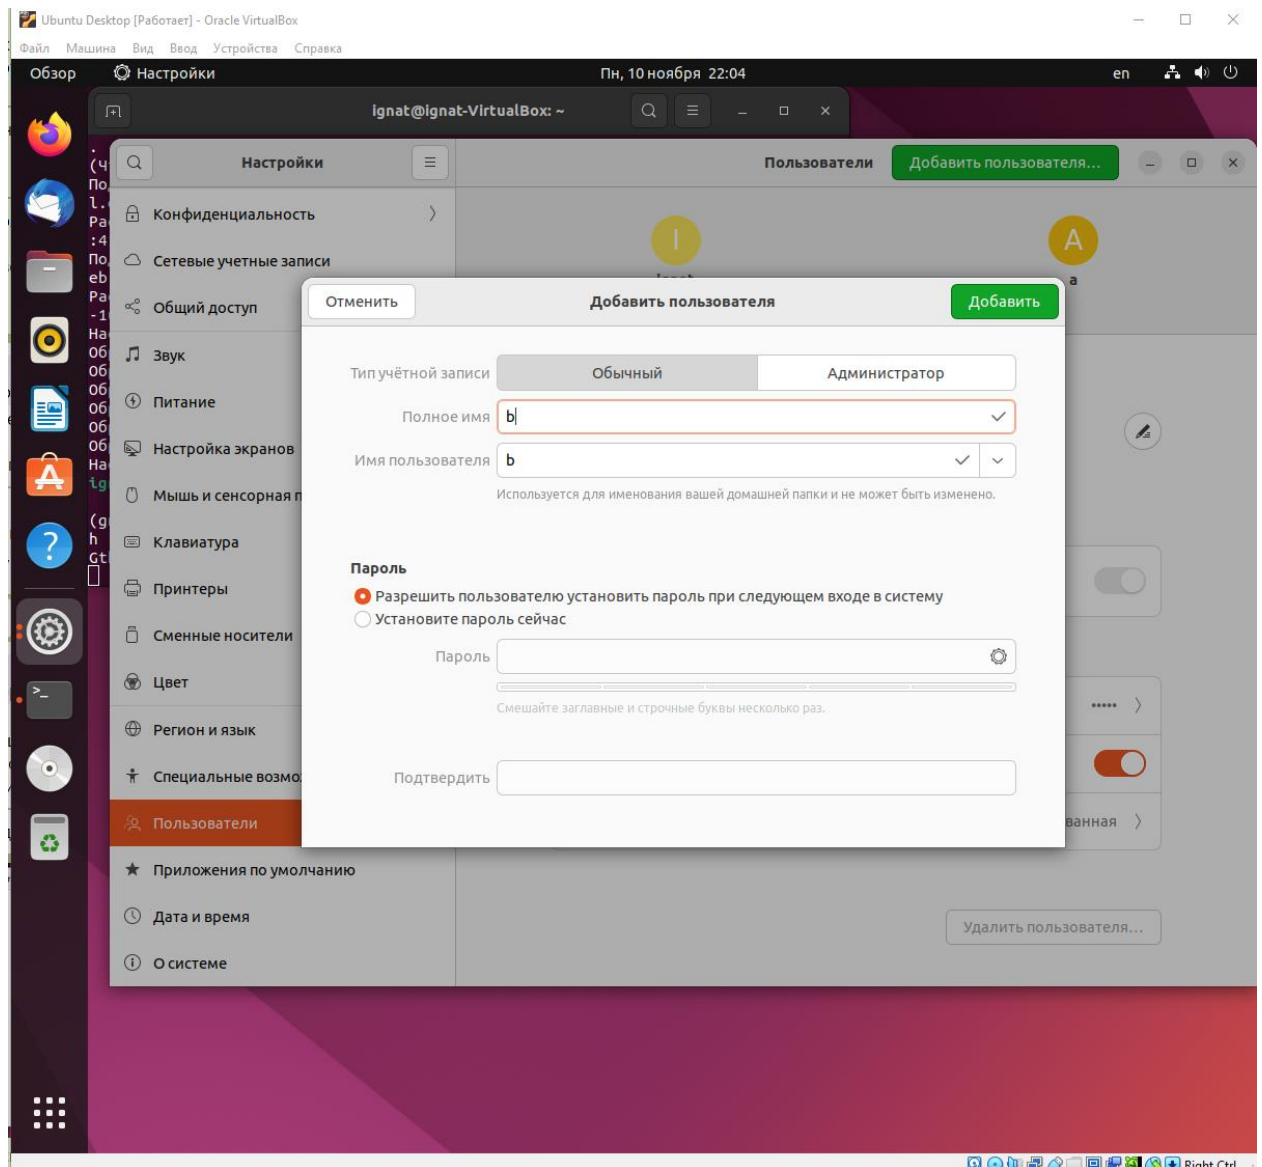 Ubuntu Desktop [Работает] - Oracle VirtualBox
Файл Машина Вид Ввод Устройства Справка
Обзор Настройки Пн, 10 ноября 22:04 en
ignat@ignat-VirtualBox: ~
Настройки Пользователи Добавить пользователя...
Конфиденциальность
Сетевые учетные записи
Общий доступ
Звук
Питание
Настройка экранов
Мышь и сенсорная п
Клавиатура
Принтеры
Сменные носители
Цвет
Регион и язык
Специальные возмо
Пользователи
Приложения по умолчанию
Дата и время
О системе
I A
a
Отменить Добавить пользователя Добавить
Тип учётной записи Обычный Администратор
Полное имя b
Имя пользователя b
Используется для именования вашей домашней папки и не может быть изменено.
Пароль
Разрешить пользователю установить пароль при следующем входе в систему
Установите пароль сейчас
Пароль
Смешайте заглавные и строчные буквы несколько раз.
Подтвердить
•••••
ванная
Удалить пользователя...
Right Ctrl